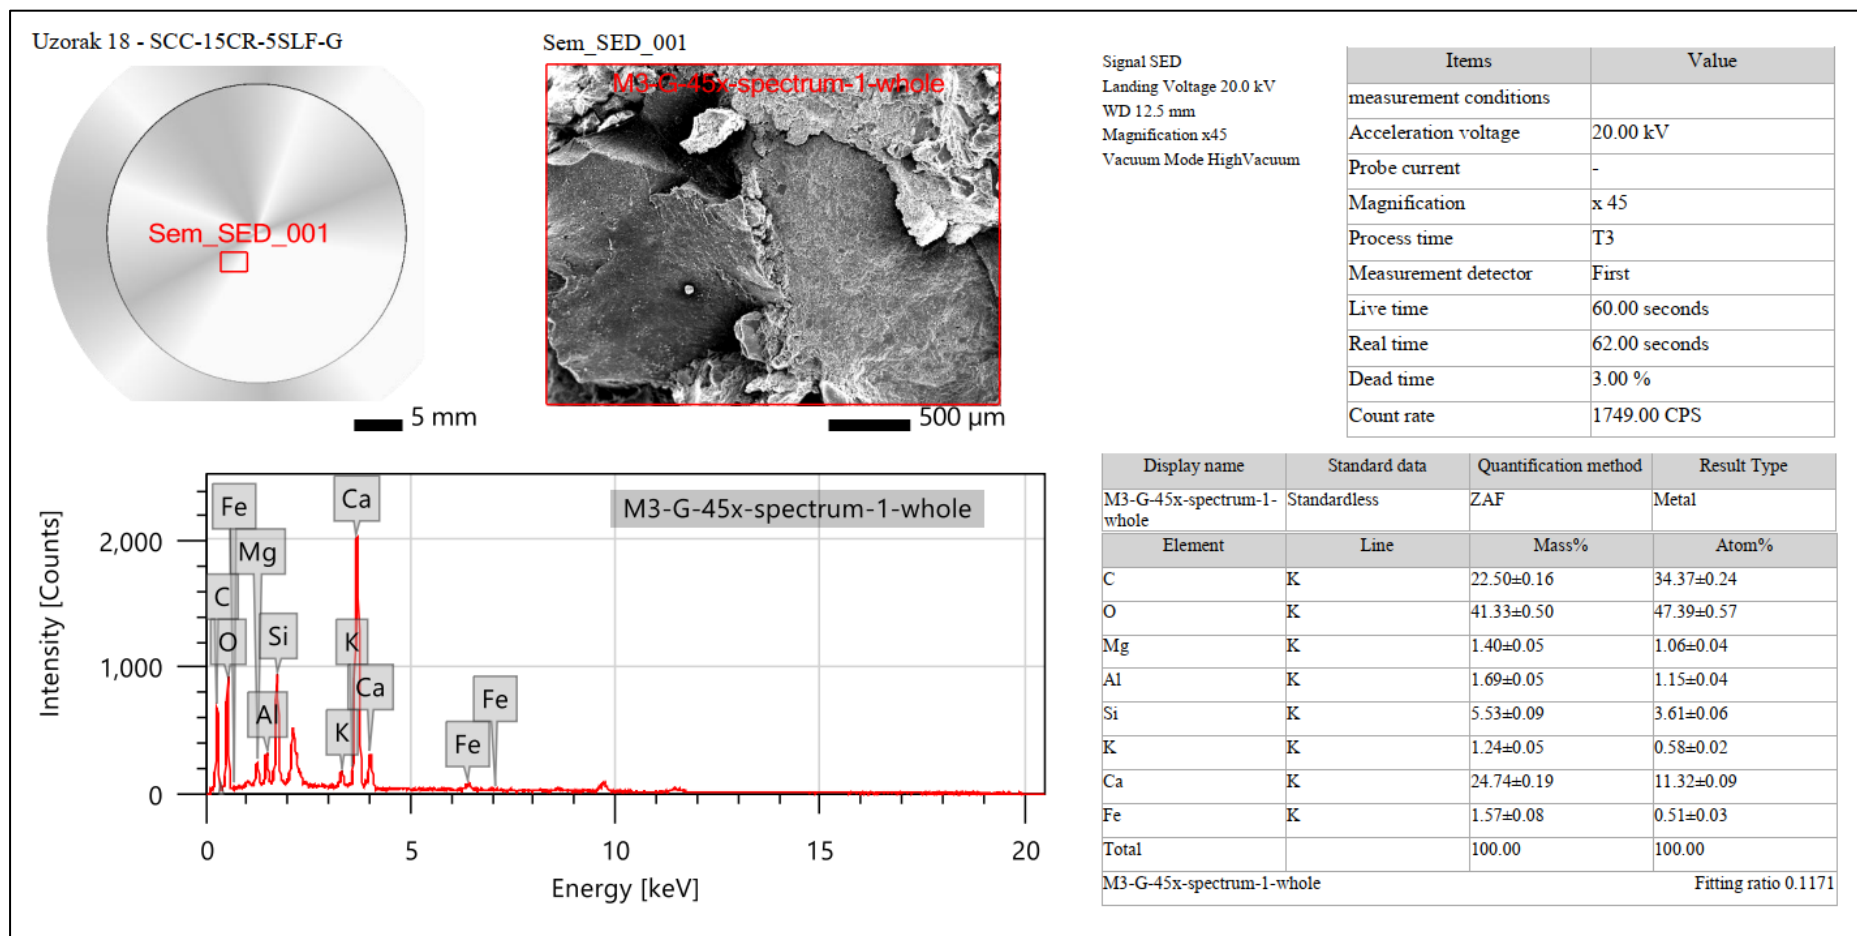 Uzorak 18 - SCC-15CR-5SLF-G
Sem_SED_001
5 mm
Sem_SED_001
M3-G-45x-spectrum-1-whole
500 µm
Signal SED
Landing Voltage 20.0 kV
WD 12.5 mm
Magnification x45
Vacuum Mode HighVacuum
Items Value
measurement conditions
Acceleration voltage 20.00 kV
Probe current -
Magnification x 45
Process time T3
Measurement detector First
Live time 60.00 seconds
Real time 62.00 seconds
Dead time 3.00 %
Count rate 1749.00 CPS
Intensity [Counts]
2,000
1,000
0
Fe
Mg
C
O
Si
Al
Ca
K
Ca
K
Fe
Fe
M3-G-45x-spectrum-1-whole
0 5 10 15 20
Energy [keV]
Display name Standard data Quantification method Result Type
M3-G-45x-spectrum-1- Standardless ZAF Metal
whole
Element Line Mass% Atom%
C K 22.50±0.16 34.37±0.24
O K 41.33±0.50 47.39±0.57
Mg K 1.40±0.05 1.06±0.04
Al K 1.69±0.05 1.15±0.04
Si K 5.53±0.09 3.61±0.06
K K 1.24±0.05 0.58±0.02
Ca K 24.74±0.19 11.32±0.09
Fe K 1.57±0.08 0.51±0.03
Total 100.00 100.00
M3-G-45x-spectrum-1-whole Fitting ratio 0.1171